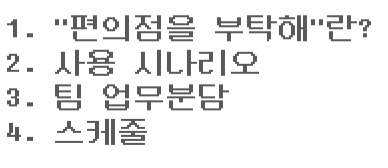 1. "편의점을 부탁해"란?
2. 사용 시나리오
3. 팀 업무분담
4. 스케줄